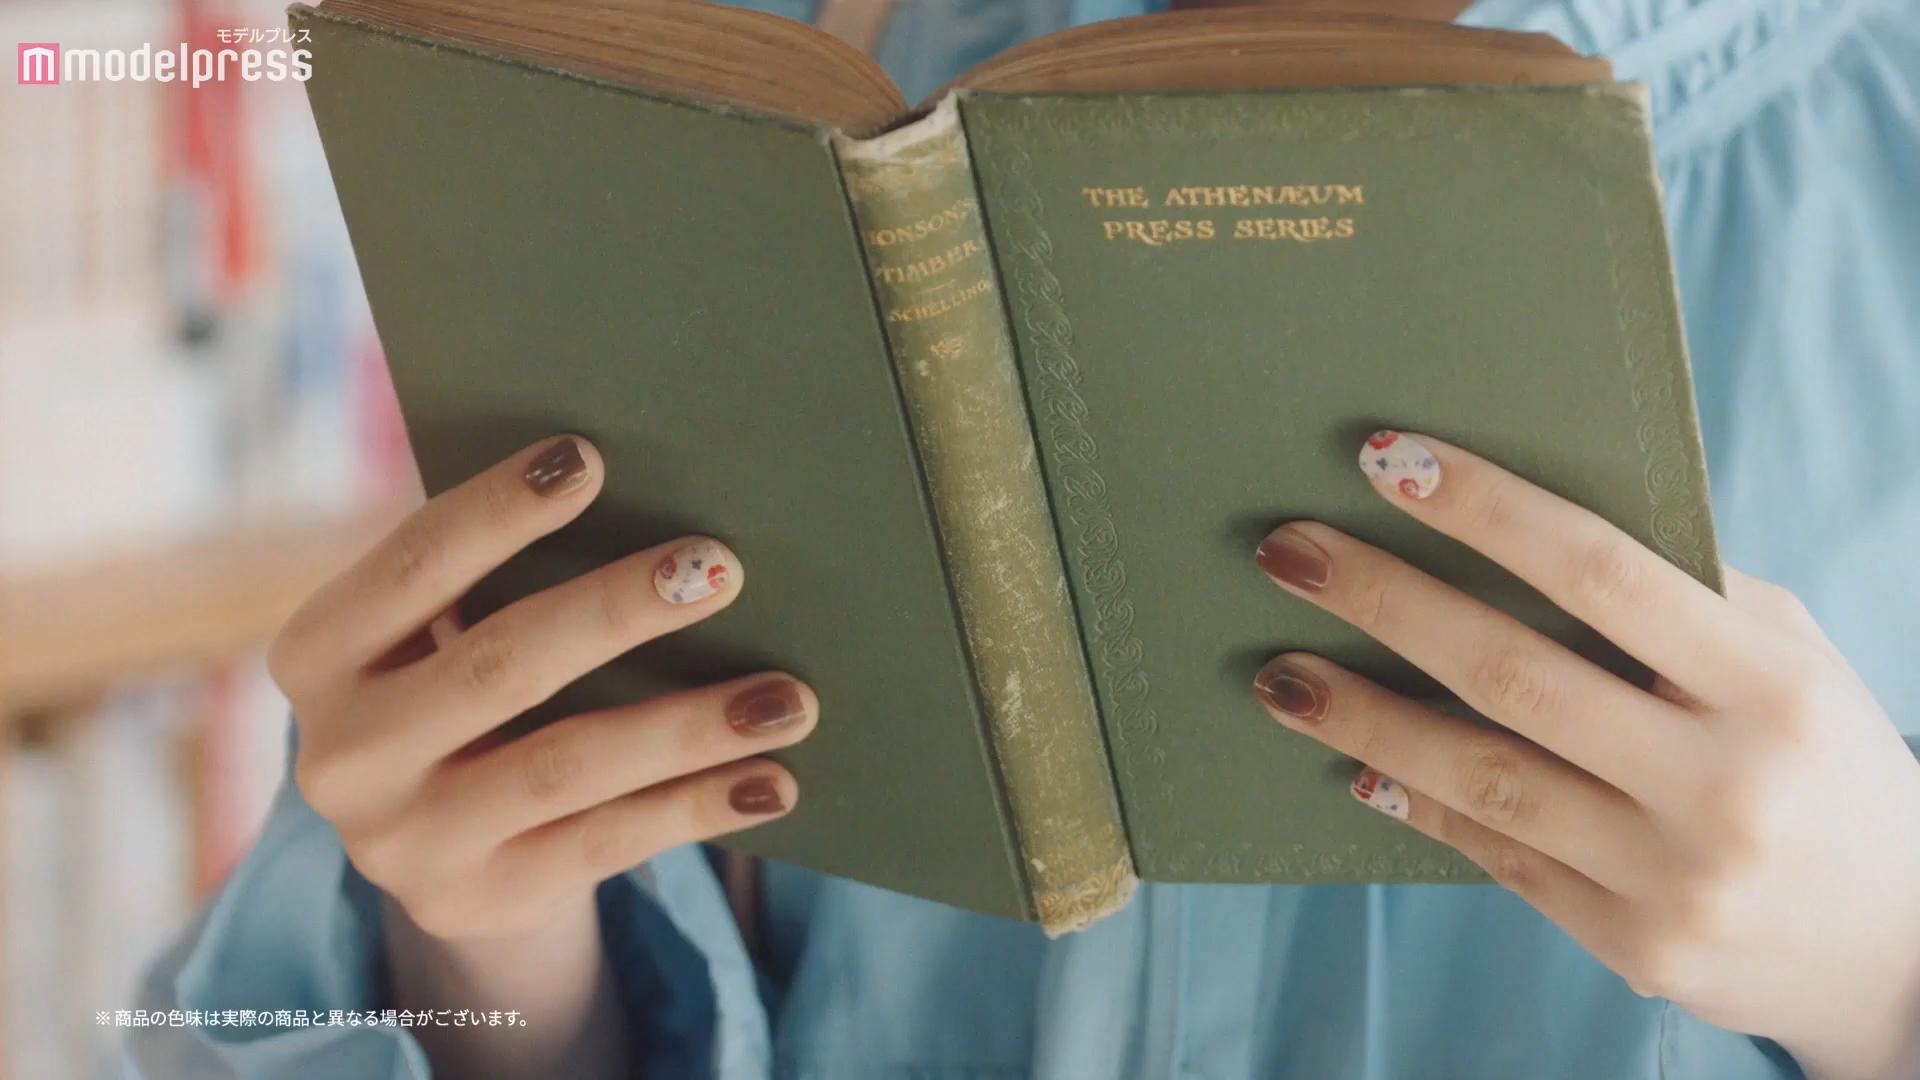 モデルプレス
modelpress
THE ATHENÆUM
PRESS SERIES
JONSON'S
TIMBER
SCHELLING
※商品の色味は実際の商品と異なる場合がございます。